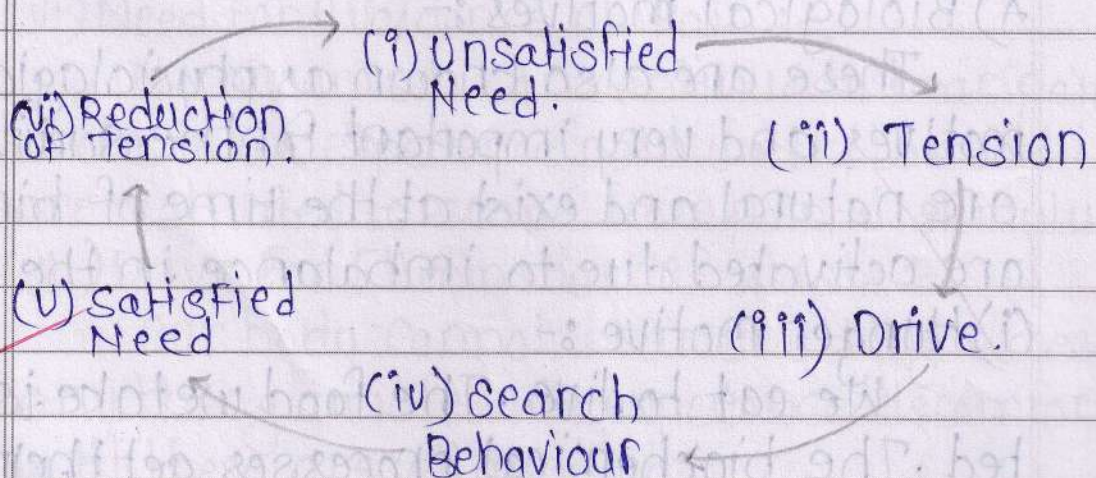 (i) Unsatisfied
Need.
(ii) Tension
(iii) Drive.
(iv) search
Behaviour
(v) satisfied
Need
(vi) Reduction
of Tension.